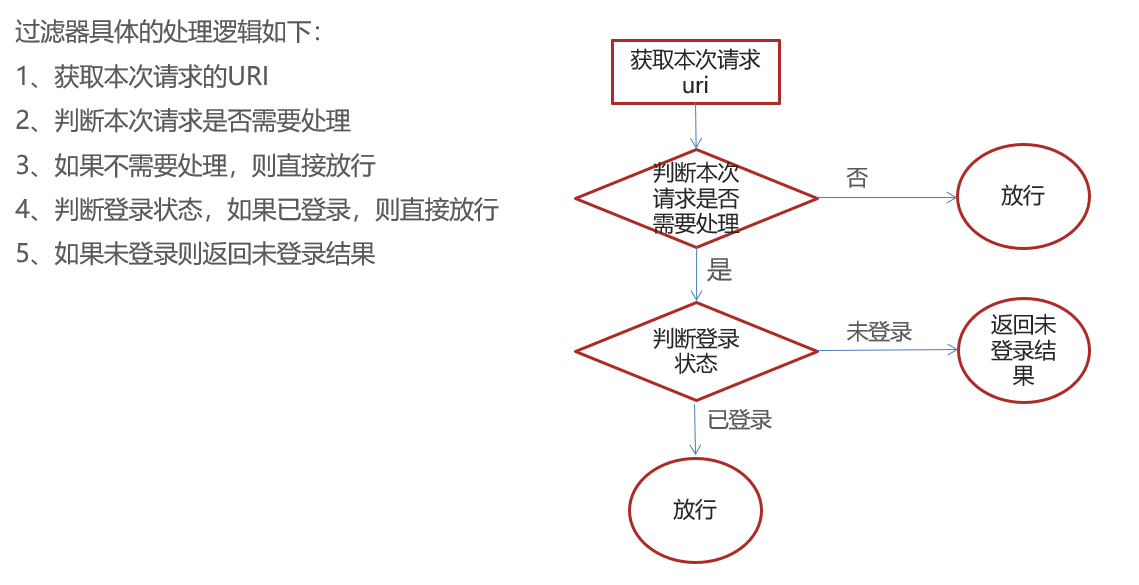 过滤器具体的处理逻辑如下：
1、获取本次请求的URI
2、判断本次请求是否需要处理
3、如果不需要处理，则直接放行
4、判断登录状态，如果已登录，则直接放行
5、如果未登录则返回未登录结果
获取本次请求
uri
判断本次
请求是否
需要处理
否
放行
是
判断登录
状态
未登录
返回未
登录结
果
已登录
放行